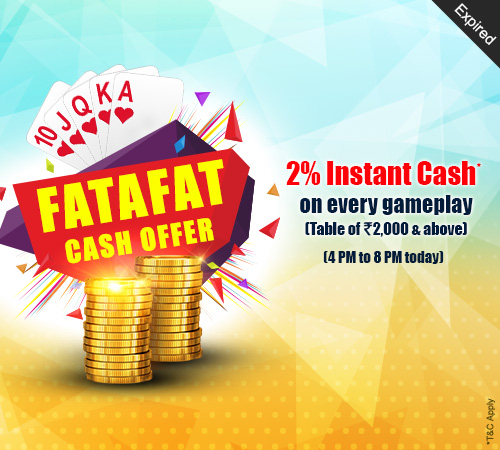 Expired
10 J Q K A
FATAFAT
CASH OFFER
2% Instant Cash*
on every gameplay
(Table of ₹2,000 & above)
(4 PM to 8 PM today)
*T&C Apply